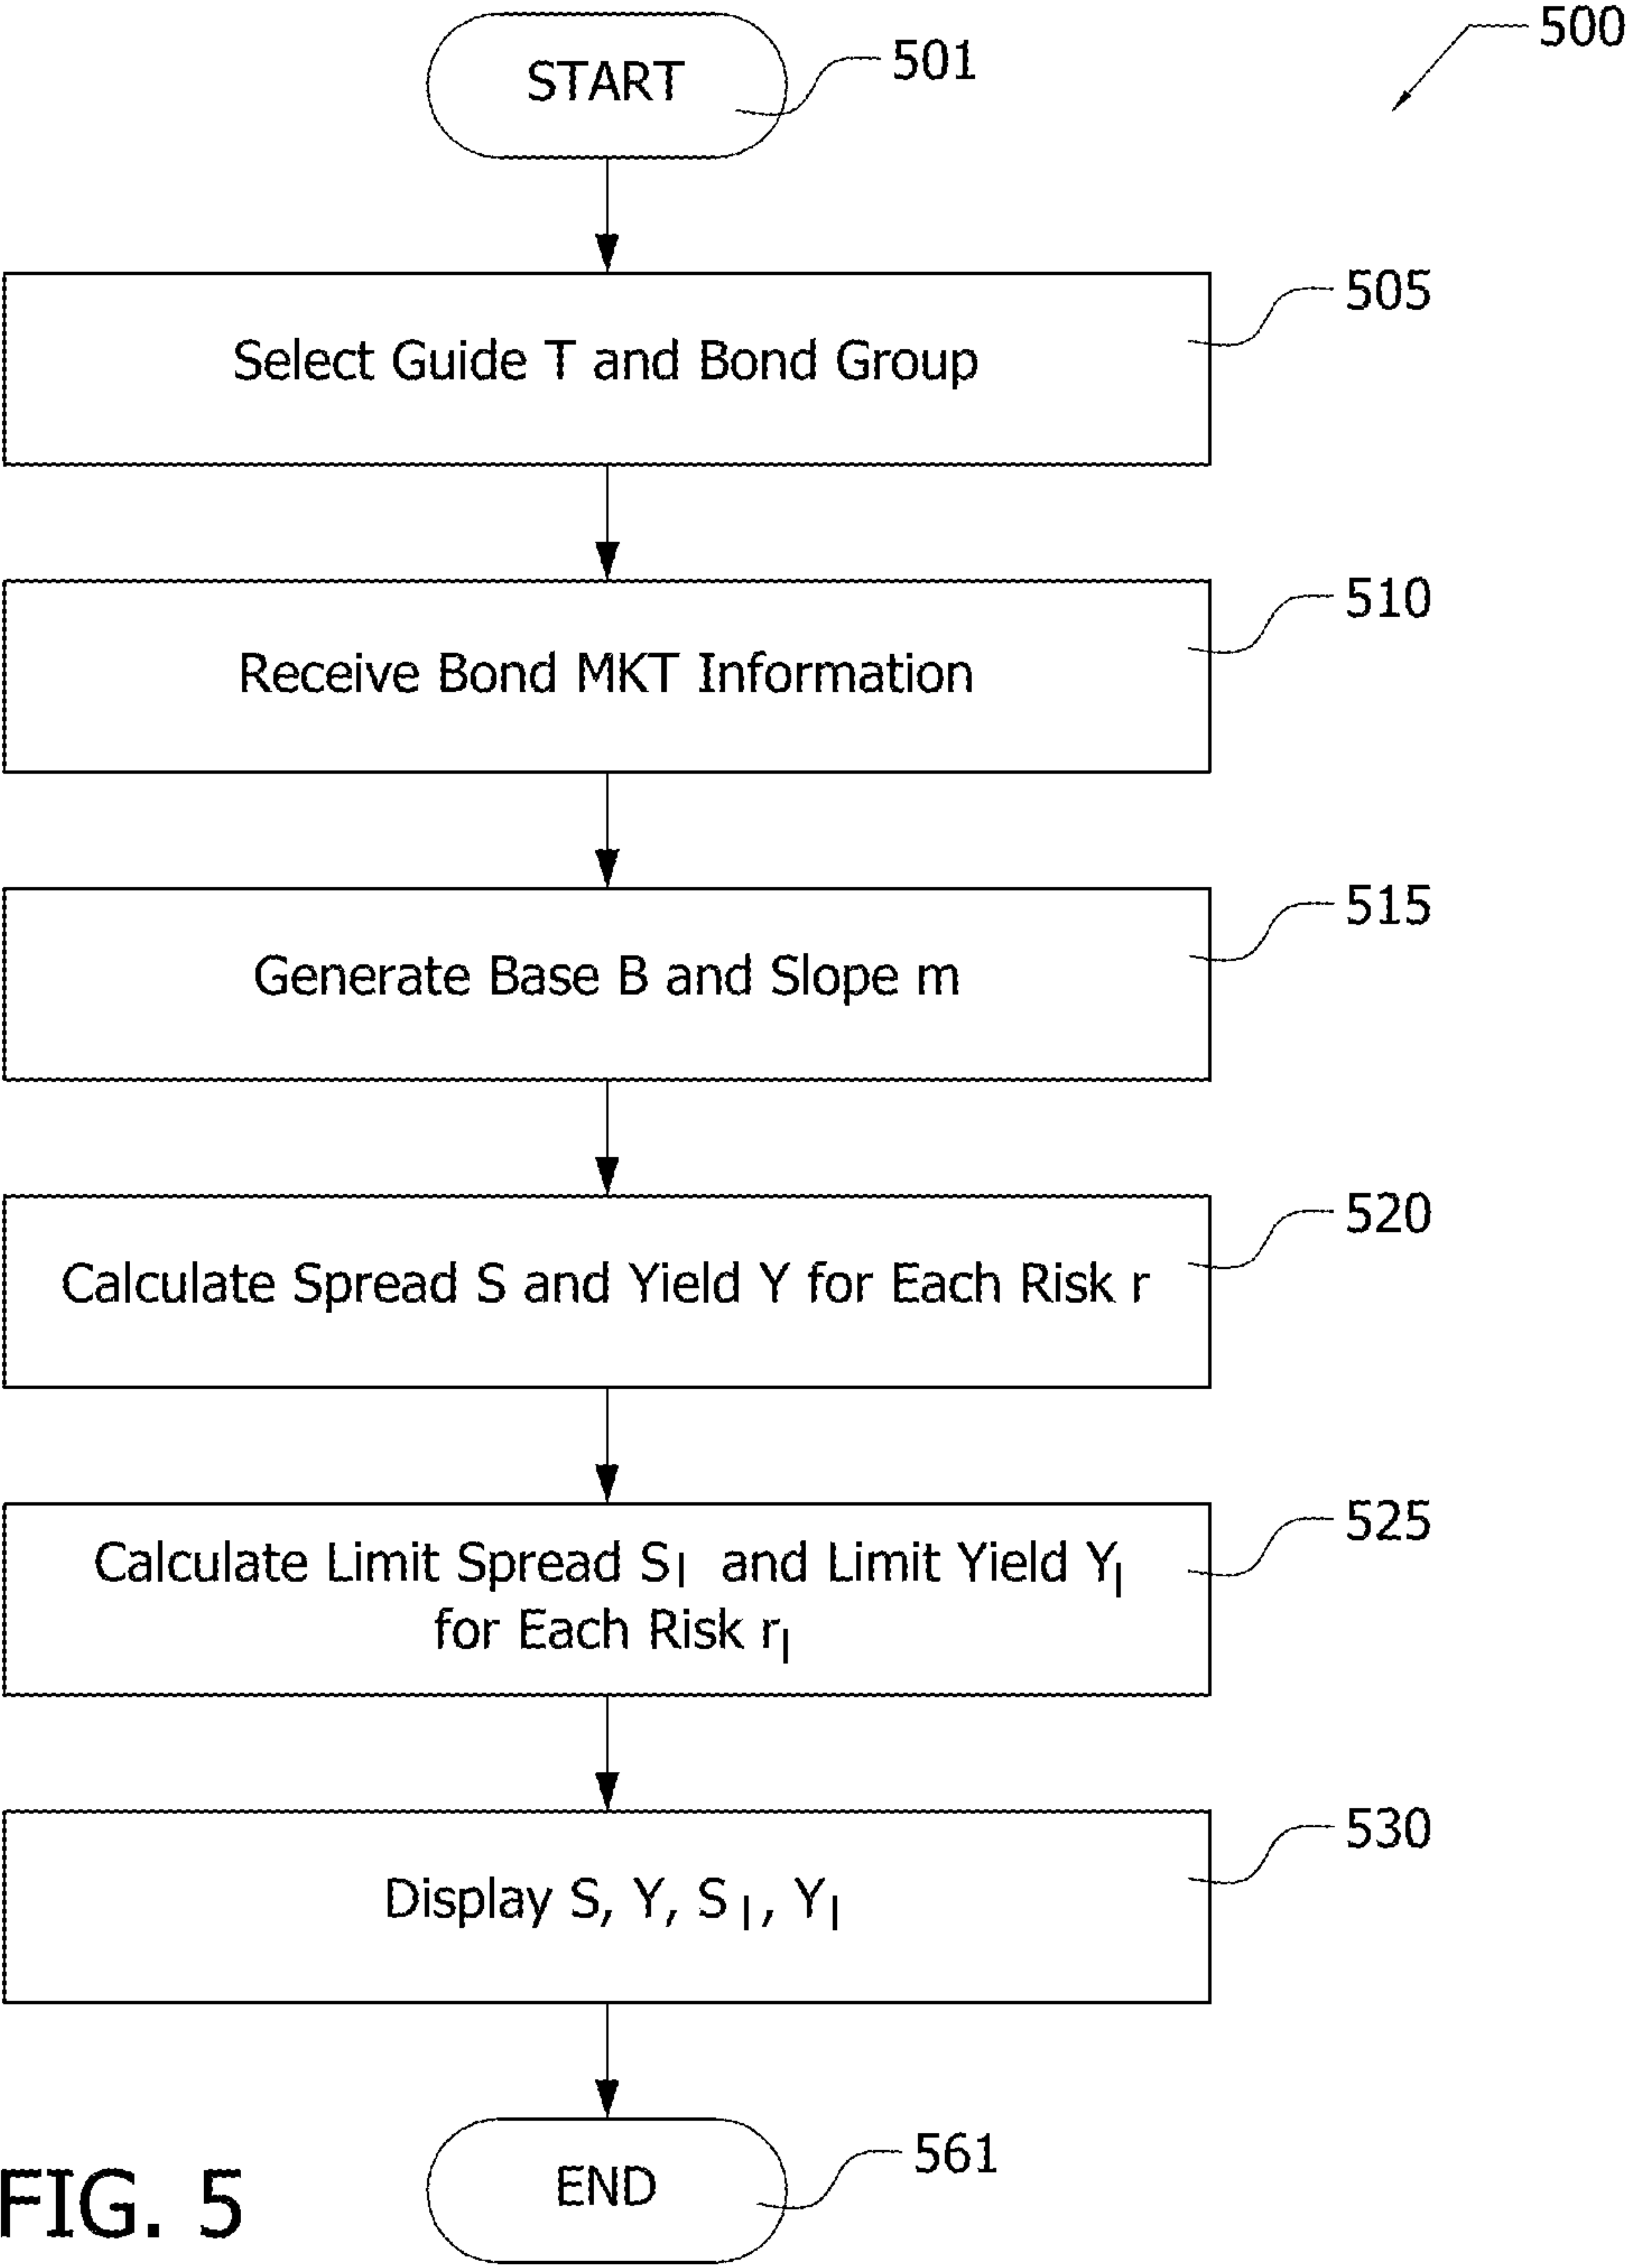 500
START
501
Select Guide T and Bond Group
505
Receive Bond MKT Information
510
Generate Base B and Slope m
515
Calculate Spread S and Yield Y for Each Risk r
520
Calculate Limit Spread Sl and Limit Yield Yl
for Each Risk rl
525
Display S, Y, Sl, Yl
530
END
561
FIG. 5